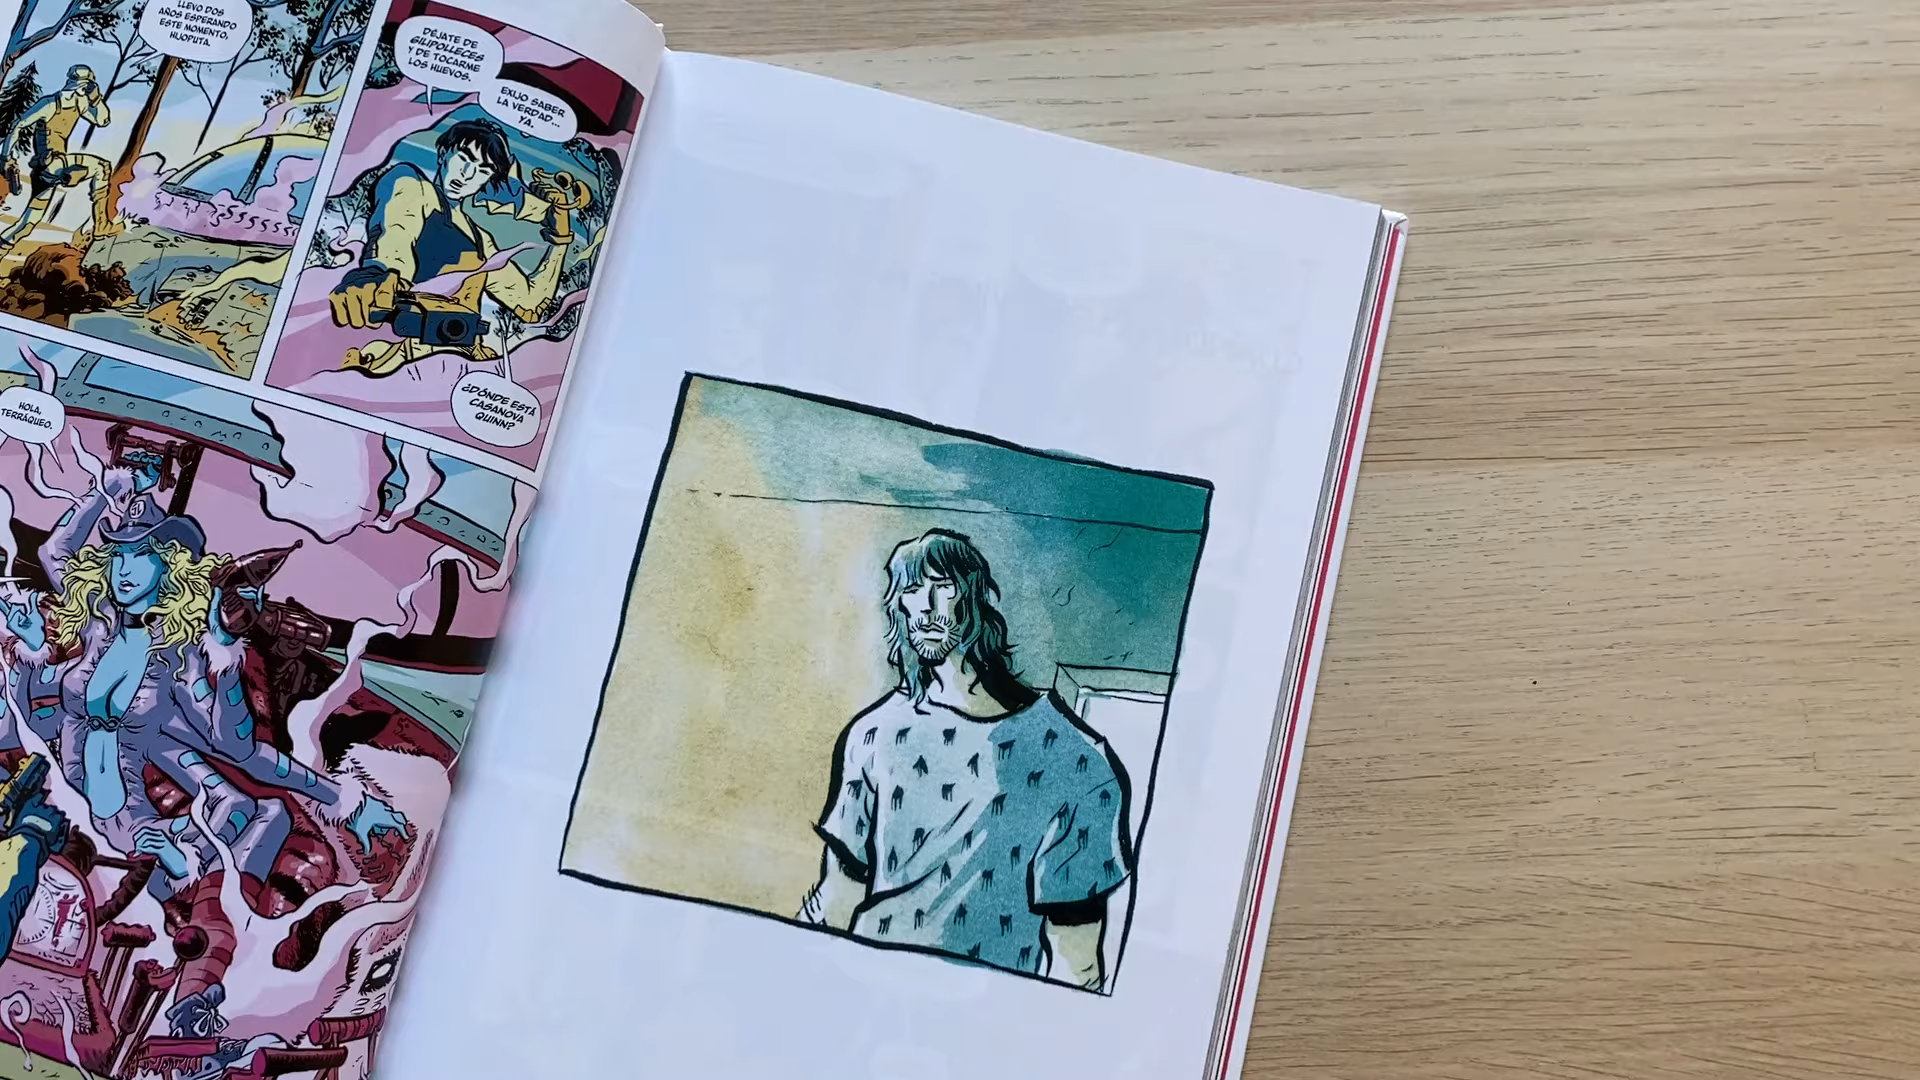 LLEVO DOS
AÑOS ESPERANDO
ESTE MOMENTO,
HIJOPUTA.
DÉJATE DE
GILIPOLLECES
Y DE TOCARME
LOS HUEVOS.
EXIJO SABER
LA VERDAD...
YA.
¿DÓNDE ESTÁ
CASANOVA
QUINN?
HOLA,
TERRÁQUEO.